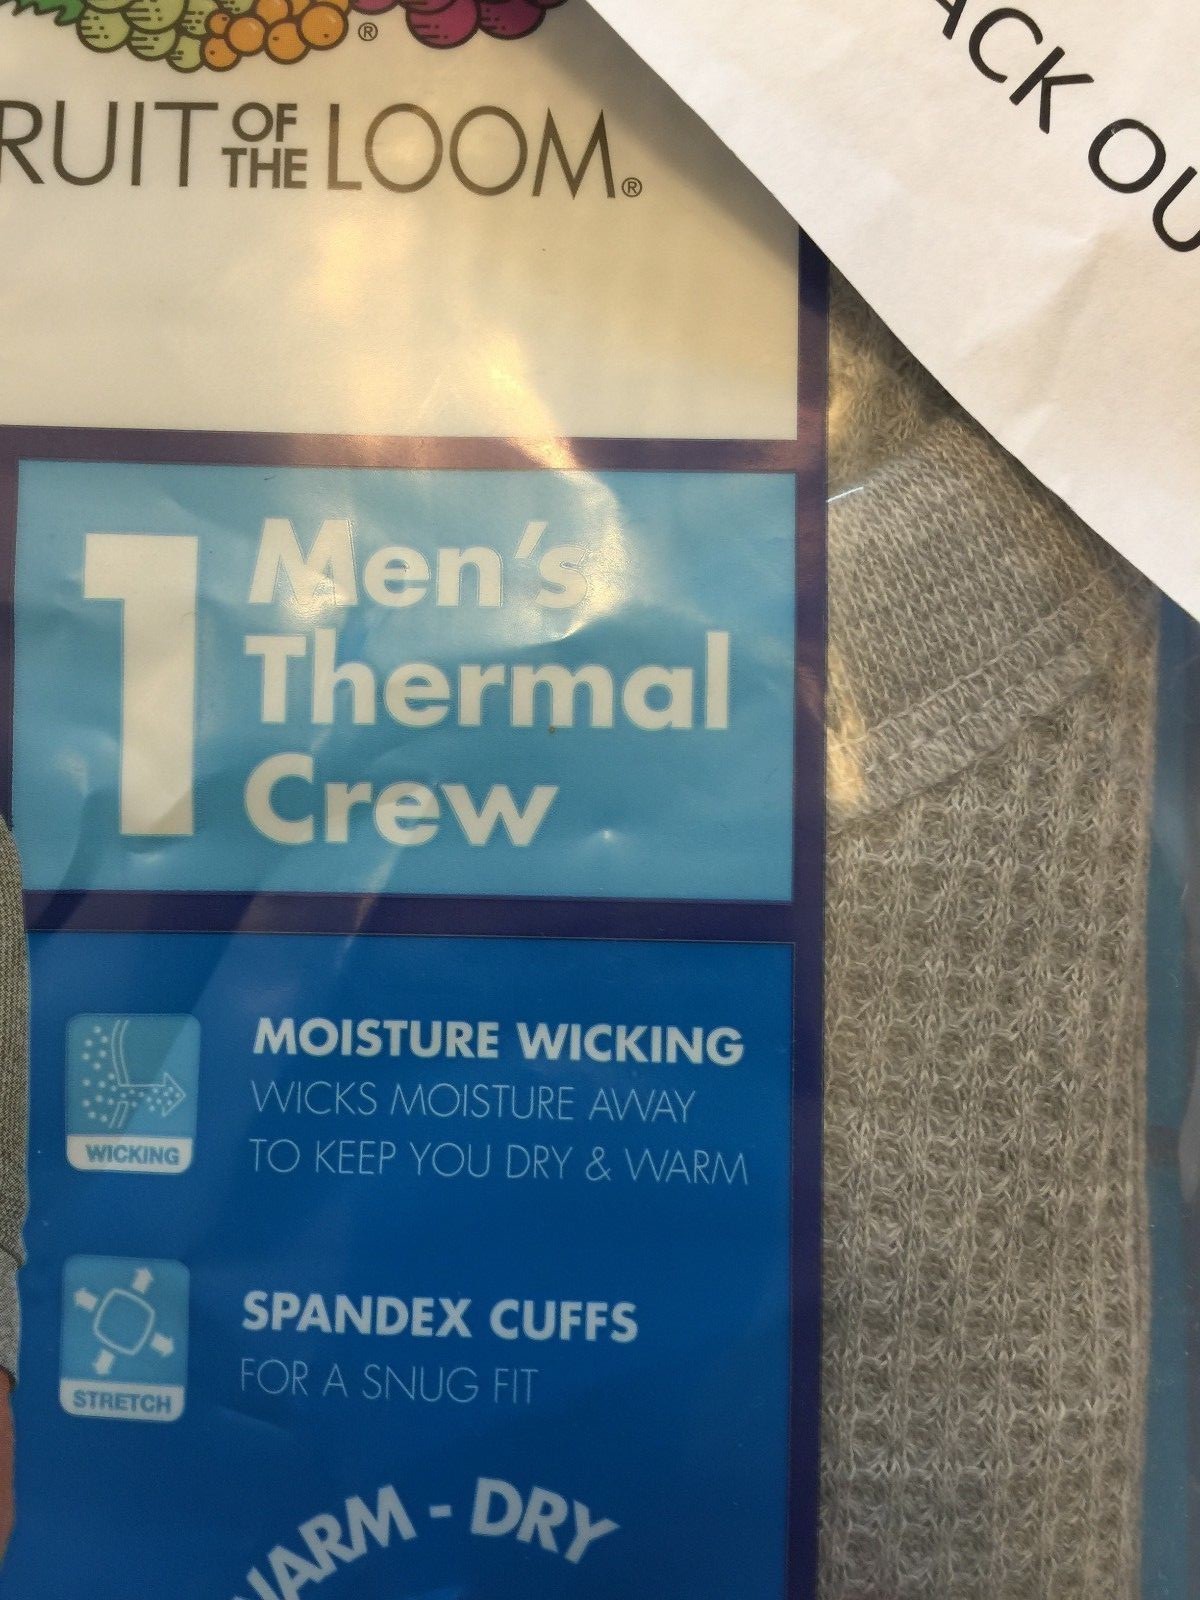 RUIT OF THE LOOM®
ACK OU
1 Men's
Thermal
Crew
MOISTURE WICKING
WICKS MOISTURE AWAY
TO KEEP YOU DRY & WARM
WICKING
SPANDEX CUFFS
FOR A SNUG FIT
STRETCH
WARM - DRY